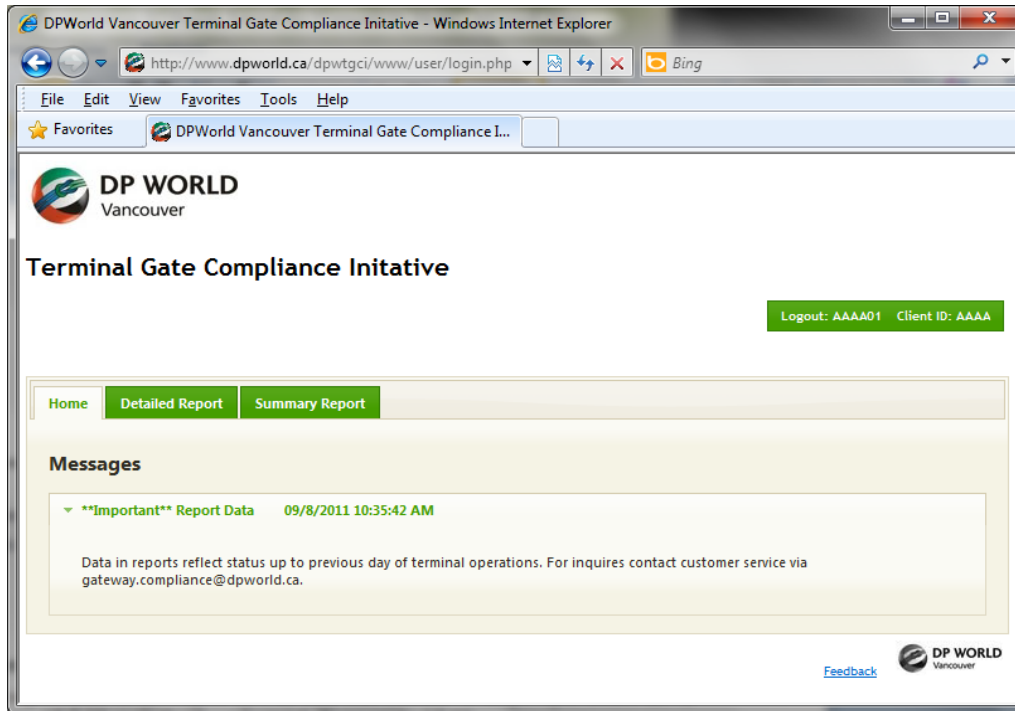 DPWorld Vancouver Terminal Gate Compliance Initative - Windows Internet Explorer
http://www.dpworld.ca/dpwtgci/www/user/login.php
Bing
File Edit View Favorites Tools Help
Favorites
DPWorld Vancouver Terminal Gate Compliance I...
DP WORLD
Vancouver
Terminal Gate Compliance Initative
Logout: AAAA01 Client ID: AAAA
Home Detailed Report Summary Report
Messages
**Important** Report Data 09/8/2011 10:35:42 AM
Data in reports reflect status up to previous day of terminal operations. For inquires contact customer service via
gateway.compliance@dpworld.ca.
Feedback
DP WORLD
Vancouver